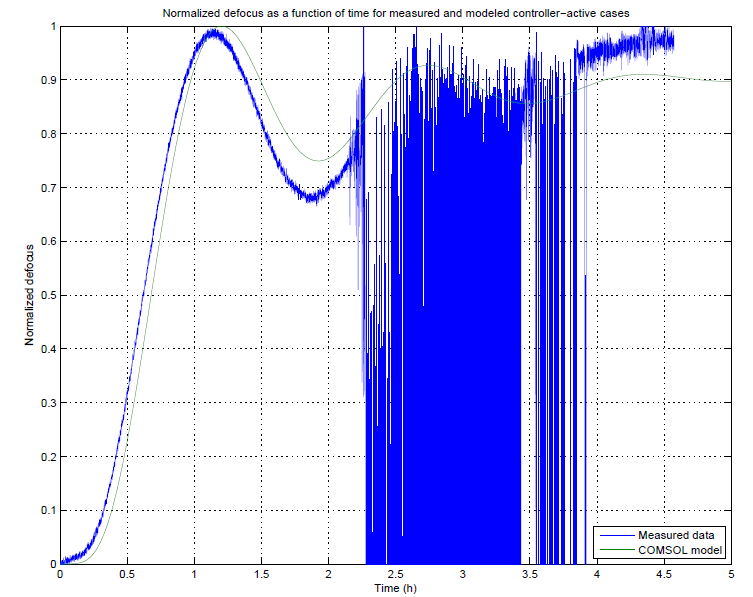 Normalized defocus as a function of time for measured and modeled controller−active cases
1
0.9
0.8
0.7
0.6
0.5
0.4
0.3
0.2
0.1
0
Normalized defocus
0 0.5 1 1.5 2 2.5 3 3.5 4 4.5 5
Time (h)
Measured data
COMSOL model